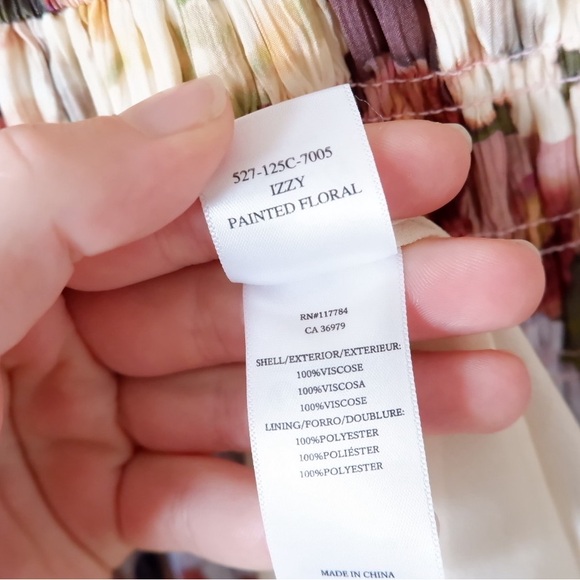 527-125C-7005
IZZY
PAINTED FLORAL
RN#117784
CA 36979
SHELL/EXTERIOR/EXTERIEUR:
100%VISCOSE
100%VISCOSA
100%VISCOSE
LINING/FORRO/DOUBLURE:
100%POLYESTER
100%POLIÉSTER
100%POLYESTER
MADE IN CHINA